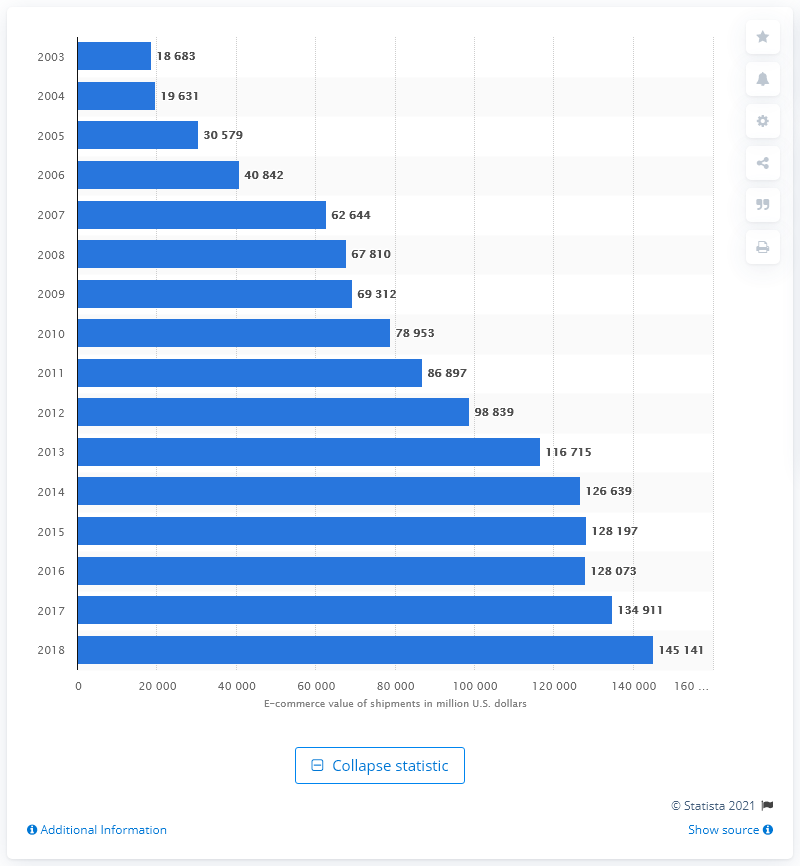 2003 18 683
2004 19 631
2005 30 579
2006 40 842
2007 62 644
2008 67 810
2009 69 312
2010 78 953
2011 86 897
2012 98 839
2013 116 715
2014 126 639
2015 128 197
2016 128 073
2017 134 911
2018 145 141
0 20 000 40 000 60 000 80 000 100 000 120 000 140 000 160 ...
E-commerce value of shipments in million U.S. dollars
Collapse statistic
© Statista 2021
Additional Information Show source